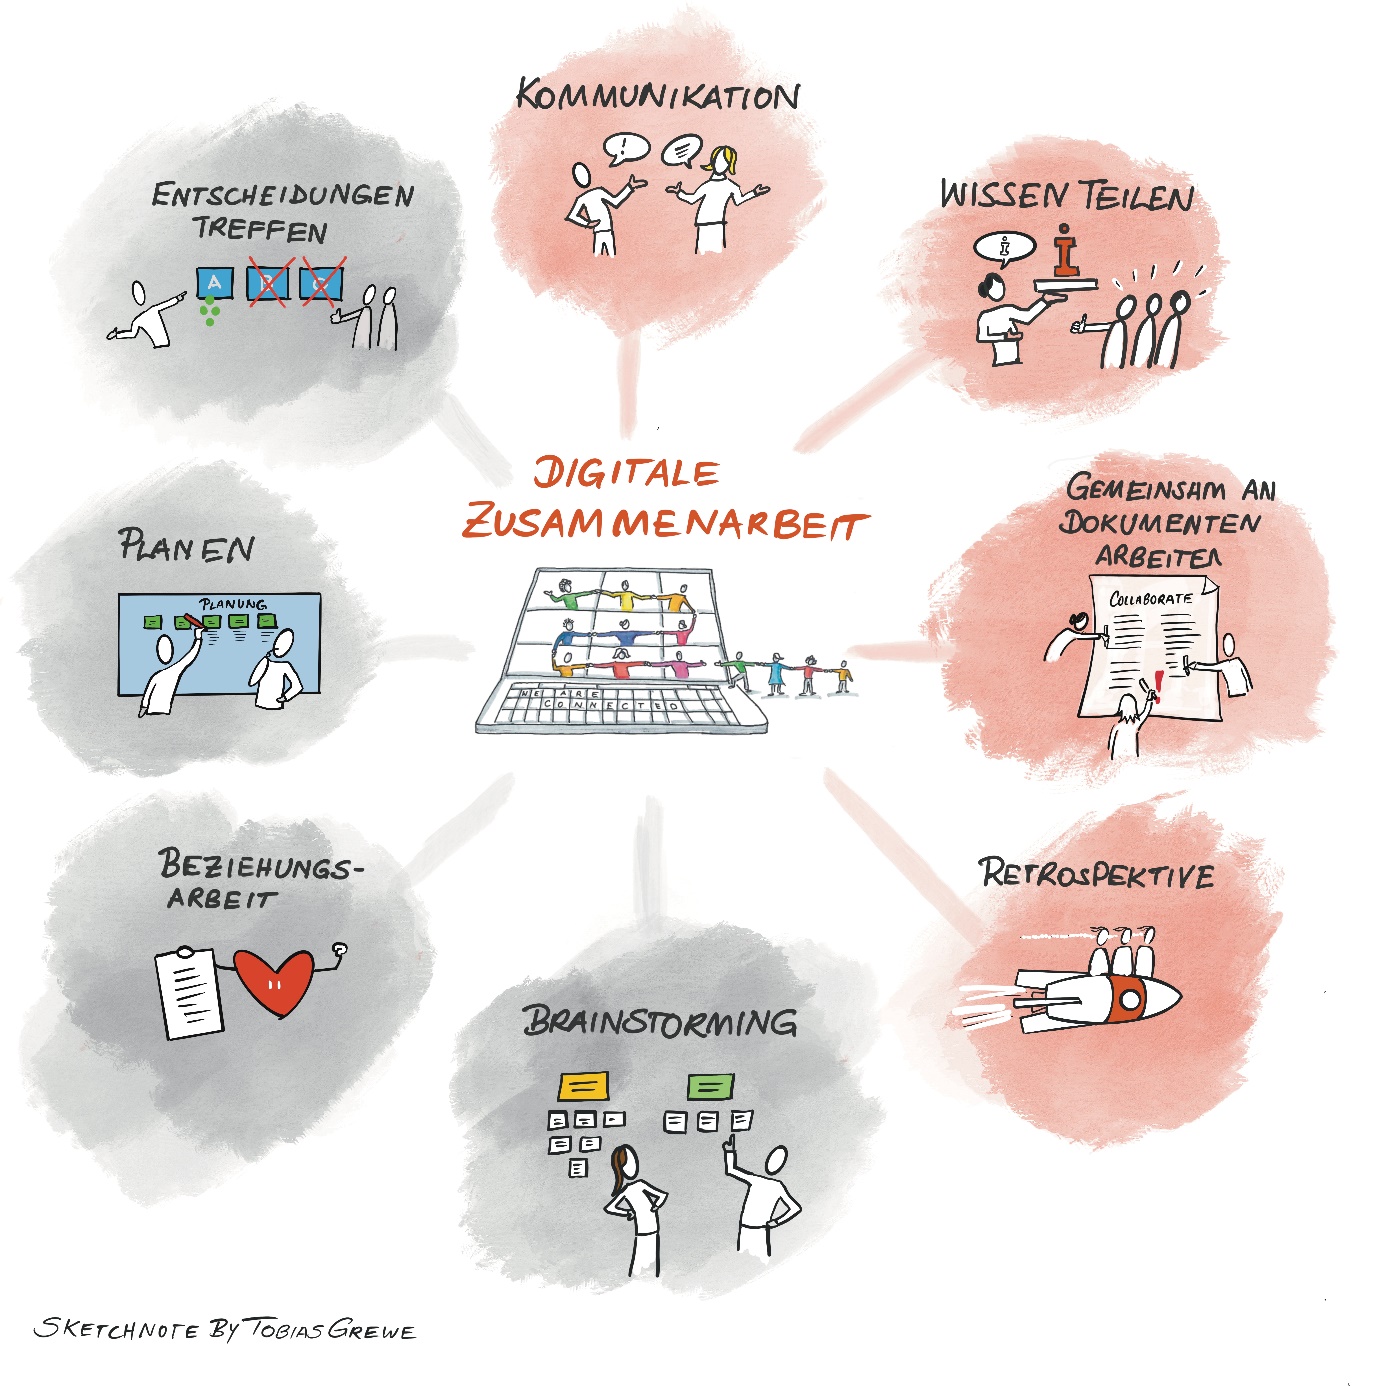 KOMMUNIKATION
ENTSCHEIDUNGEN
TREFFEN
A
B
C
WISSEN TEILEN
i
i
DIGITALE
ZUSAMMENARBEIT
WE ARE
CONNECTED
GEMEINSAM AN
DOKUMENTEN
ARBEITEN
COLLABORATE
PLANEN
PLANUNG
BEZIEHUNGS-
ARBEIT
RETROSPEKTIVE
BRAINSTORMING
SKETCHNOTE BY TOBIAS GREWE